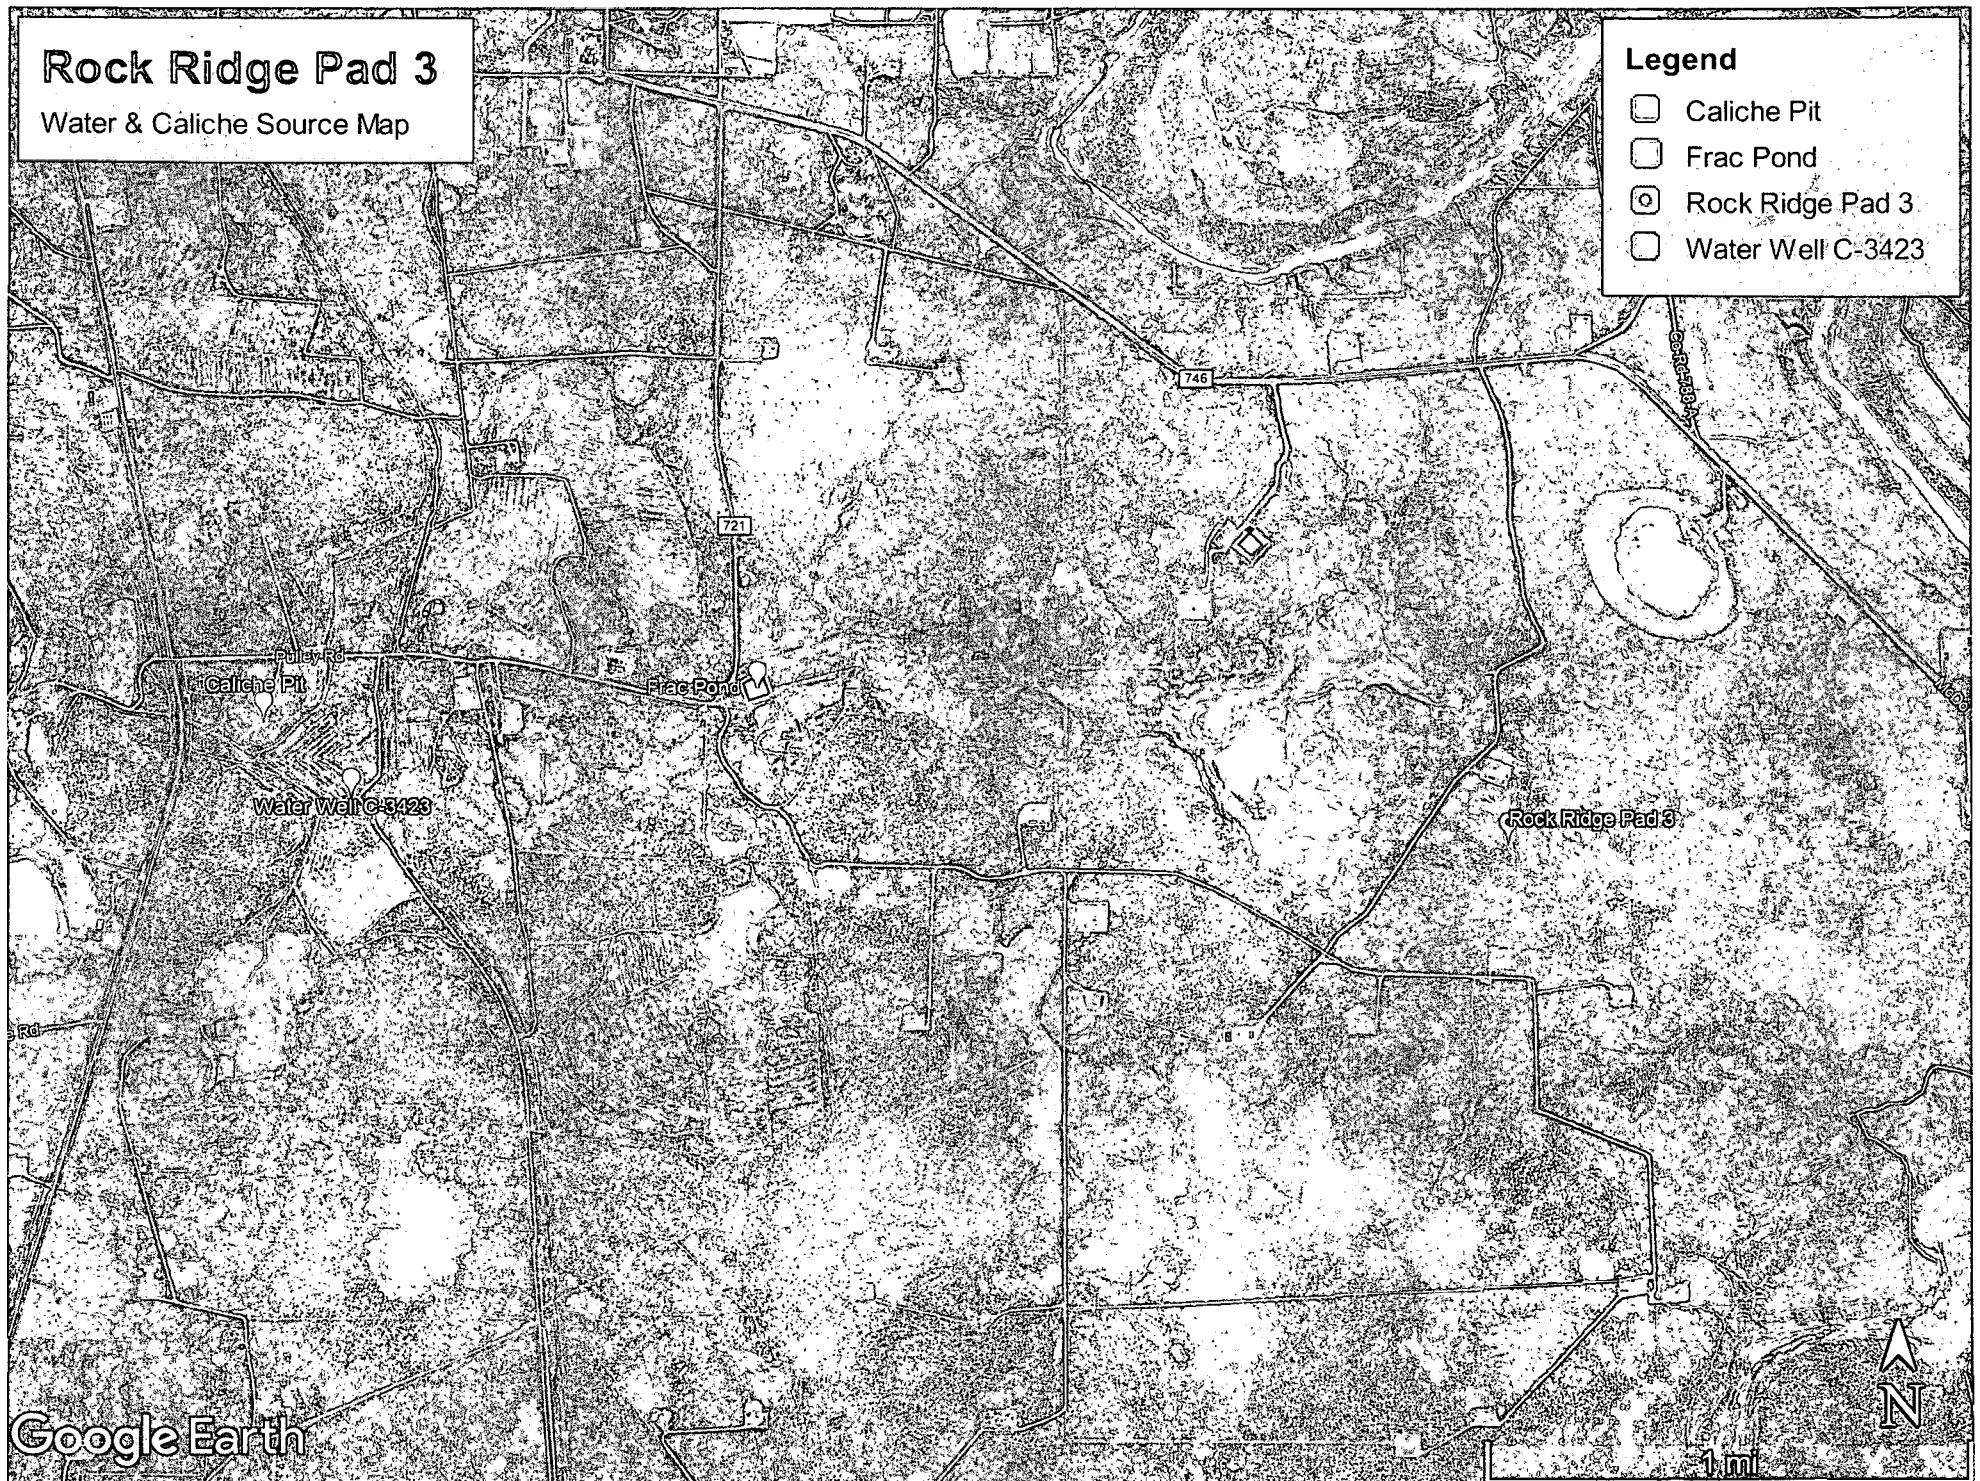 Rock Ridge Pad 3
Water & Caliche Source Map
Legend
Caliche Pit
Frac Pond
Rock Ridge Pad 3
Water Well C-3423
746
721
Pulley Rd
Caliche Pit
Frac Pond
Water Well C-3423
Rock Ridge Pad 3
Rd
Google Earth
N
1 mi